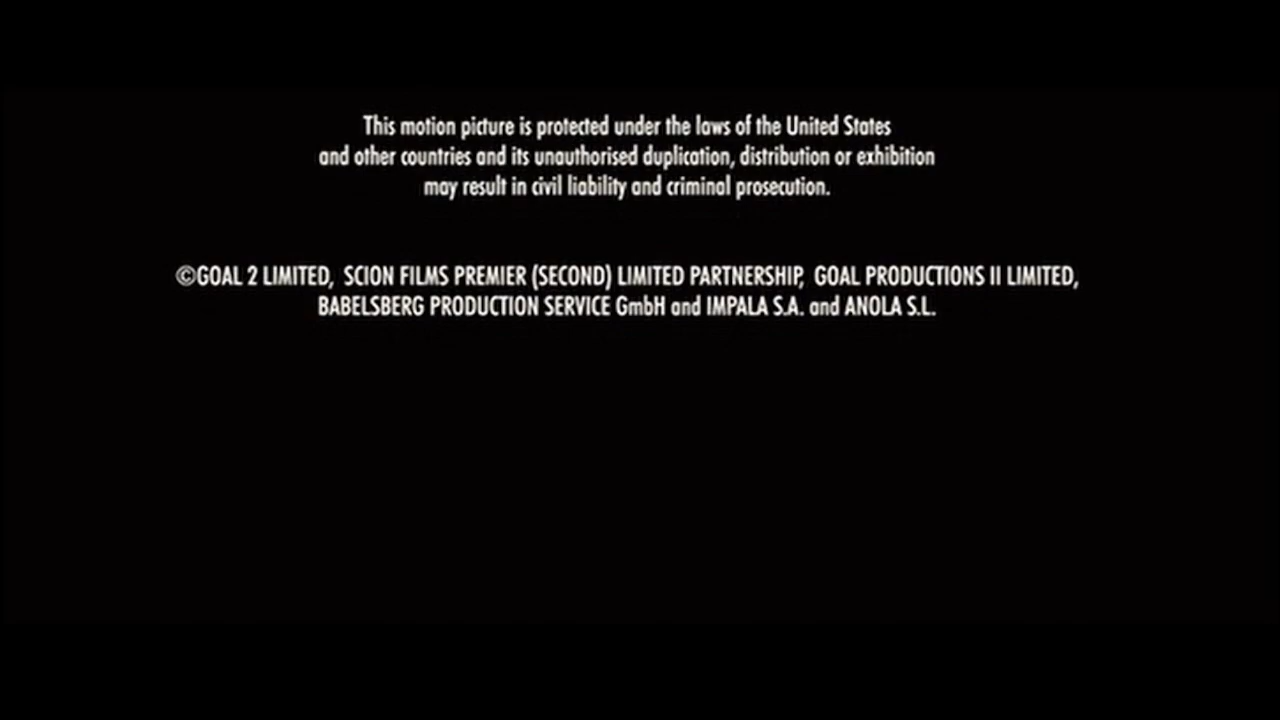 This motion picture is protected under the laws of the United States
and other countries and its unauthorised duplication, distribution or exhibition
may result in civil liability and criminal prosecution.
©GOAL 2 LIMITED, SCION FILMS PREMIER (SECOND) LIMITED PARTNERSHIP, GOAL PRODUCTIONS II LIMITED,
BABELSBERG PRODUCTION SERVICE GmbH and IMPALA S.A. and ANOLA S.L.